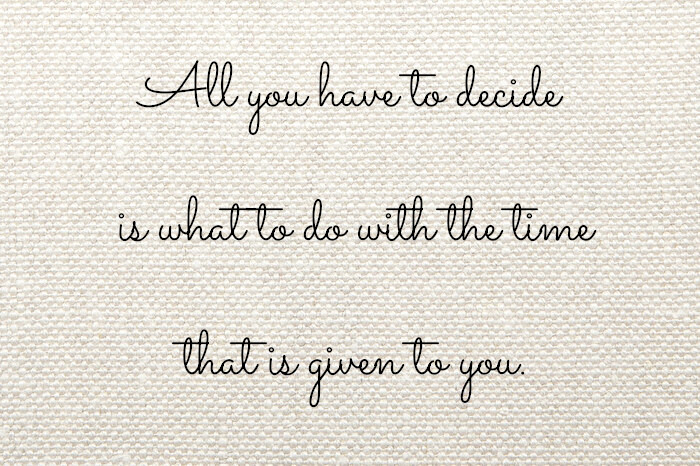 All you have to decide
is what to do with the time
that is given to you.